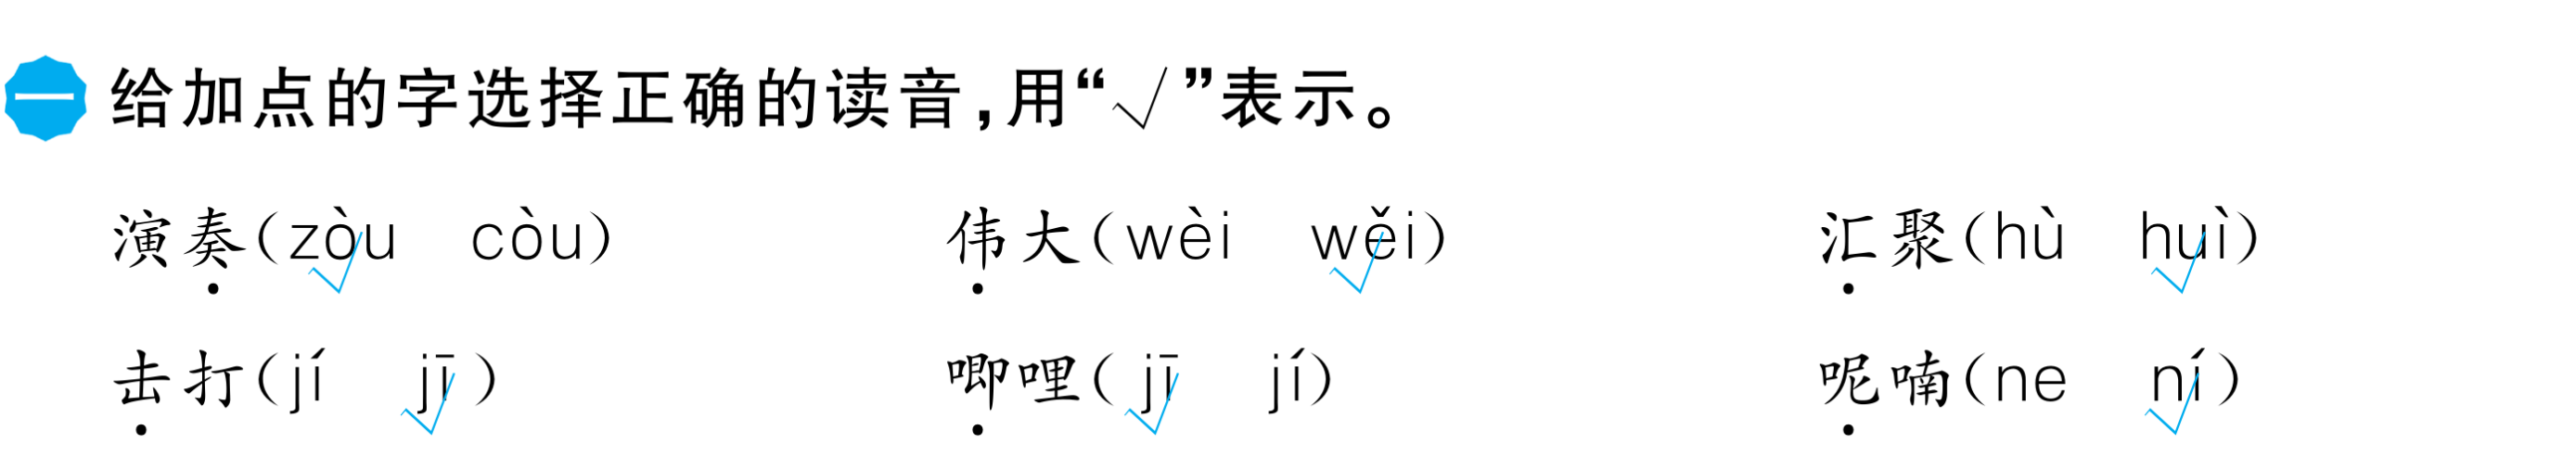 一 给加点的字选择正确的读音,用“√”表示。
演奏(zòu√ còu) 伟大(wèi wěi√) 汇聚(hù huì√)
击打(jí jī√) 唧哩(jī√ jí) 呢喃(ne ní√)